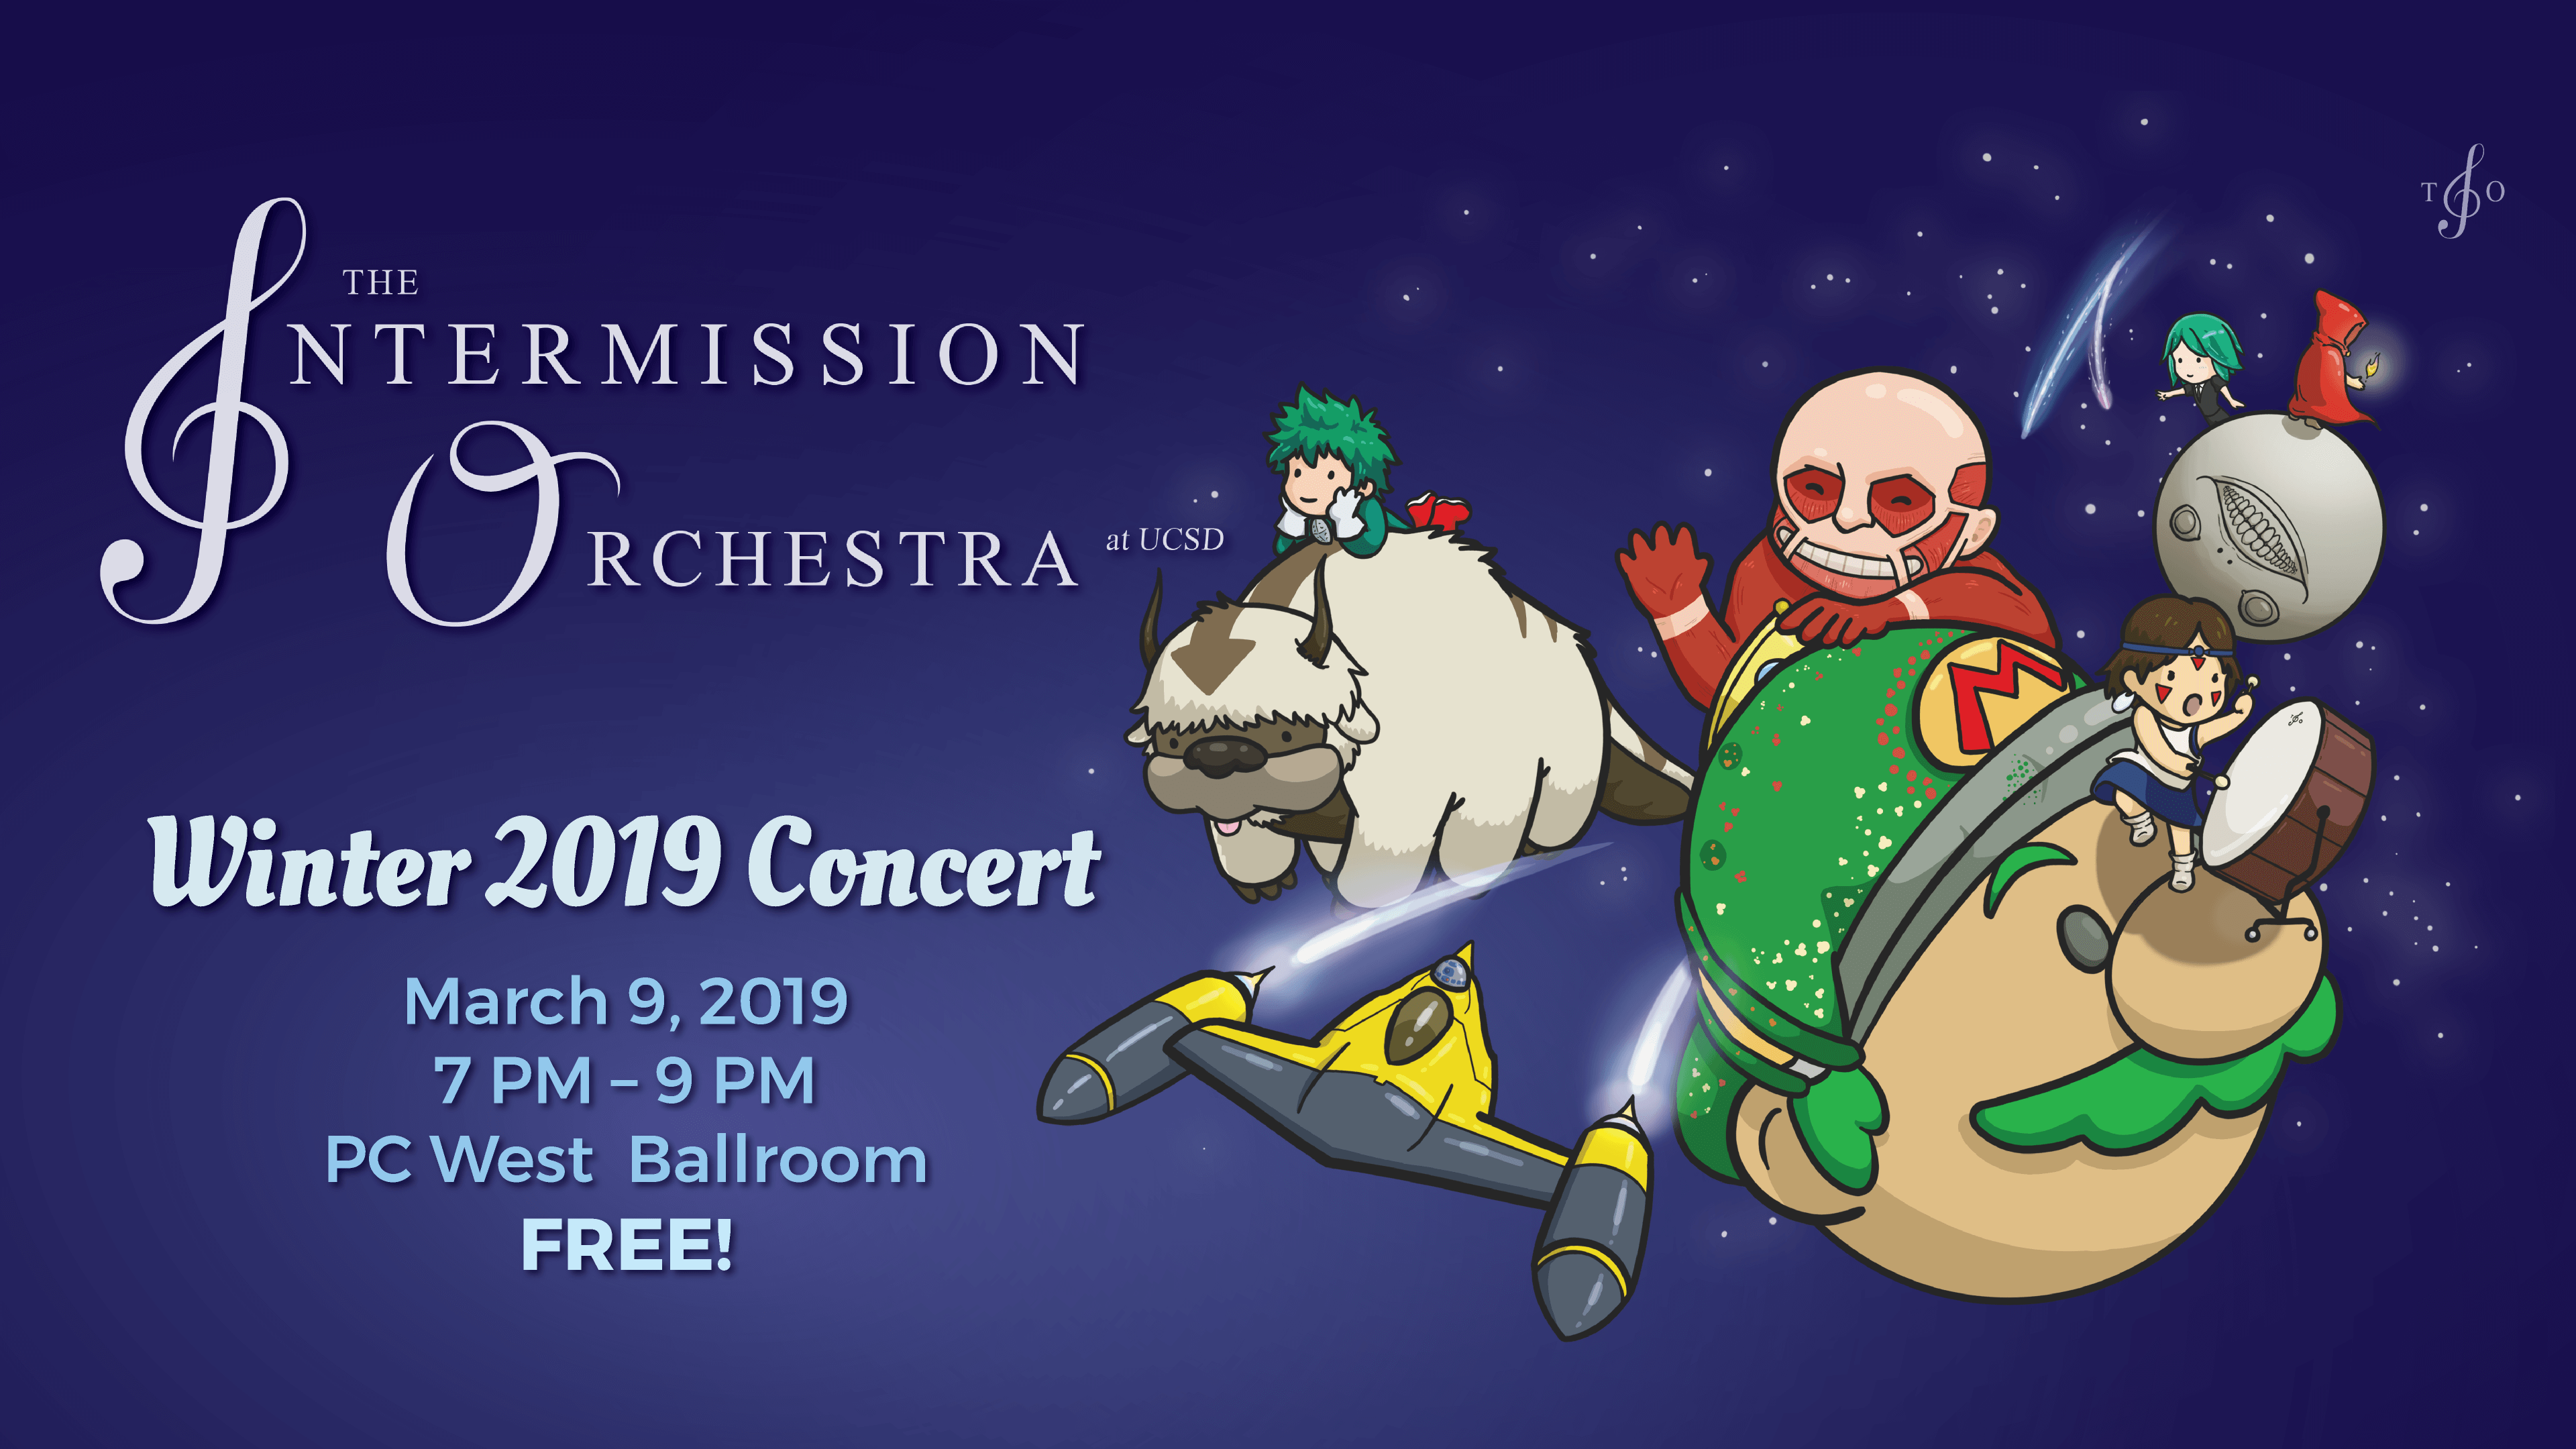 THE
INTERMISSION
ORCHESTRA at UCSD
Winter 2019 Concert
March 9, 2019
7 PM – 9 PM
PC West Ballroom
FREE!
T O
M